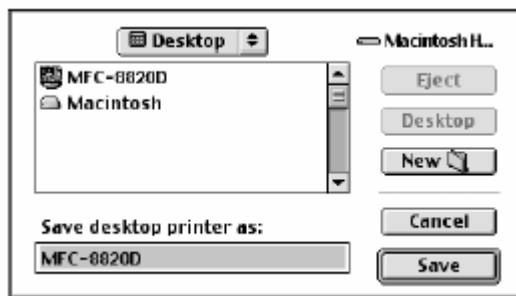 Desktop
Macintosh H...
MFC-8820D
Macintosh
Eject
Desktop
New
Save desktop printer as:
MFC-8820D
Cancel
Save